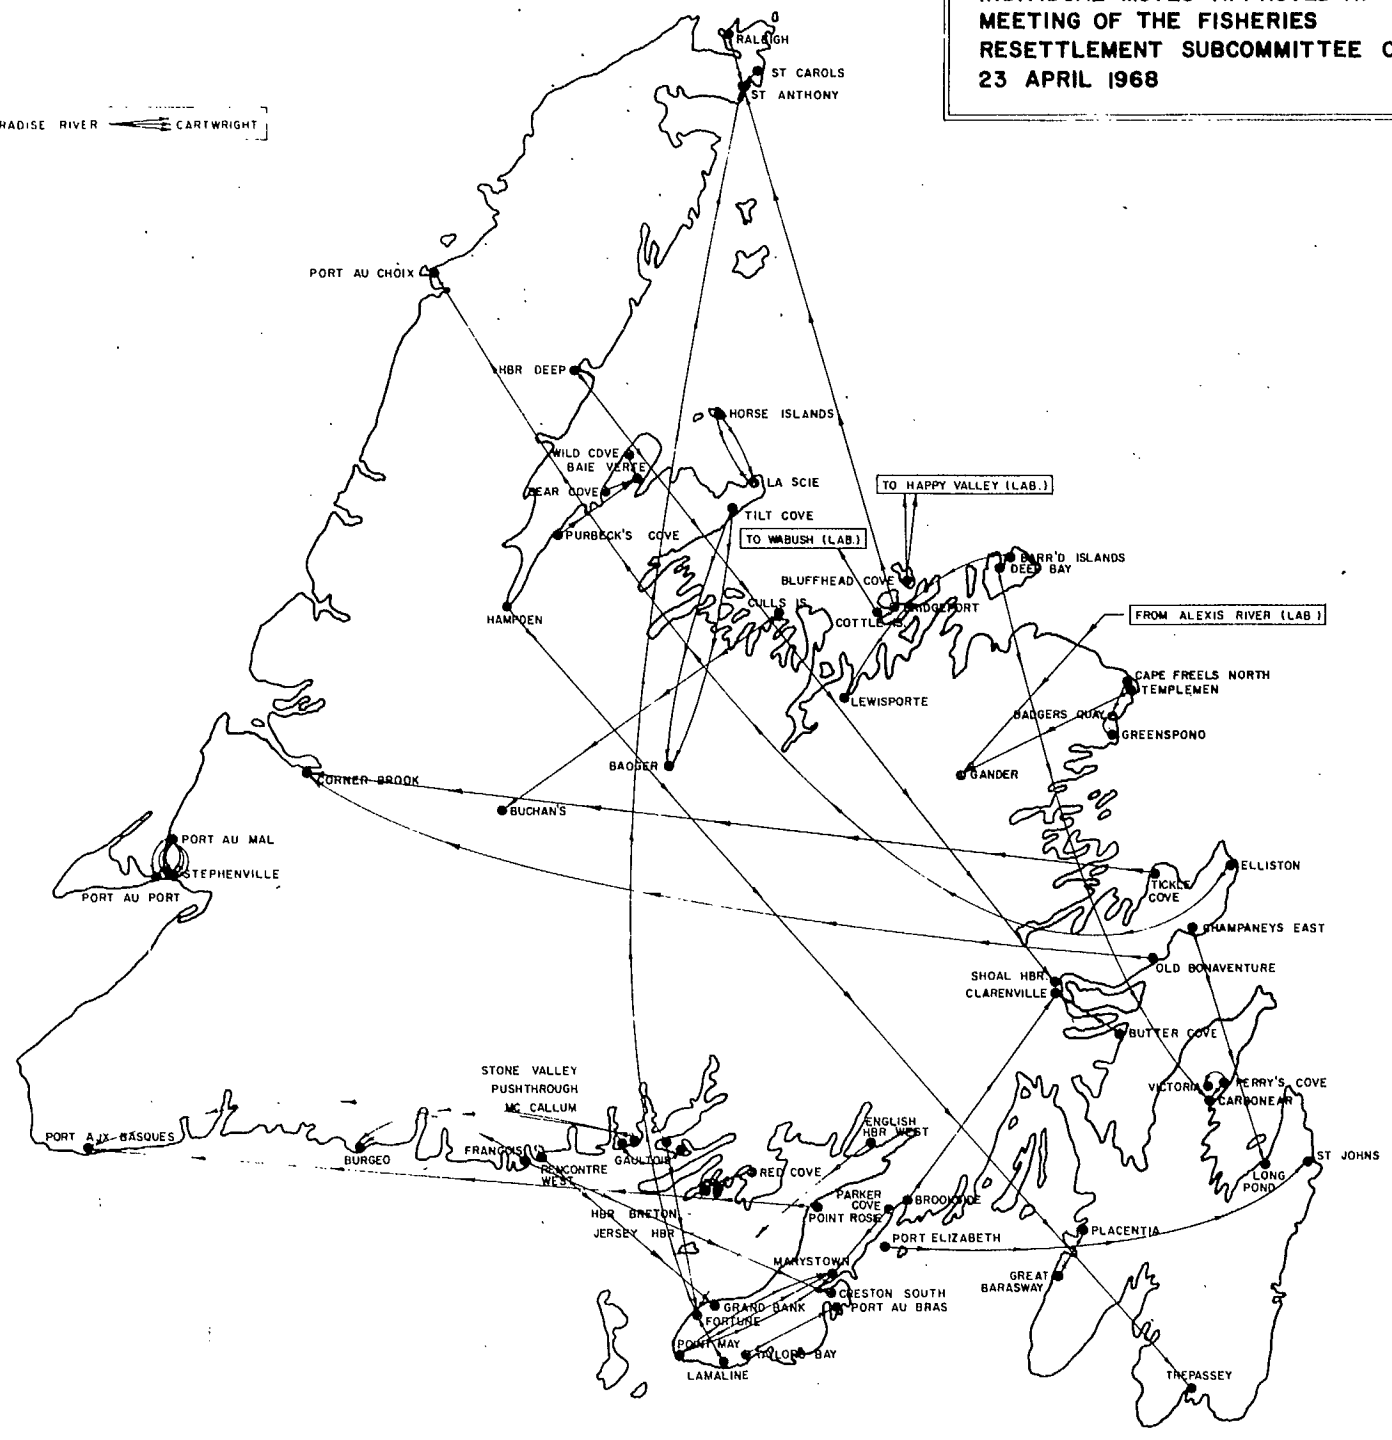 MEETING OF THE FISHERIES
RESETTLEMENT SUBCOMMITTEE
23 APRIL 1968
RALEIGH
ST CAROLS
ST ANTHONY
RADISE RIVER
CARTWRIGHT
PORT AU CHOIX
HBR DEEP
HORSE ISLANDS
WILD COVE
BAIE VERTE
BEAR COVE
LA SCIE
TO HAPPY VALLEY (LAB.)
TILT COVE
PURBECK'S COVE
TO WABUSH (LAB.)
BARR'D ISLANDS
DEEP BAY
BLUFFHEAD COVE
CULLS IS.
BRIDGEPORT
COTTLE IS.
HAMPDEN
FROM ALEXIS RIVER (LAB)
CAPE FREELS NORTH
TEMPLEMEN
LEWISPORTE
BADGERS QUAY
GREENSPOND
BADGER
GANDER
CORNER BROOK
BUCHAN'S
PORT AU MAL
STEPHENVILLE
PORT AU PORT
ELLISTON
TICKLE
COVE
CHAMPANEYS EAST
OLD BONAVENTURE
SHOAL HBR.
CLARENVILLE
BUTTER COVE
STONE VALLEY
PUSHTHROUGH
MC CALLUM
VICTORIA
PERRY'S COVE
CARBONEAR
ENGLISH
HBR WEST
PORT AUX BASQUES
BURGEO
FRANCOIS
GAULTOIS
RENCONTRE
WEST
RED COVE
ST JOHNS
LONG
POND
PARKER
COVE
BROOKSIDE
POINT ROSE
HBR BRETON
JERSEY HBR
PORT ELIZABETH
PLACENTIA
MARYSTOWN
GREAT
BARASWAY
CRESTON SOUTH
GRAND BANK
PORT AU BRAS
FORTUNE
POINT MAY
TAYLORS BAY
LAMALINE
TREPASSEY